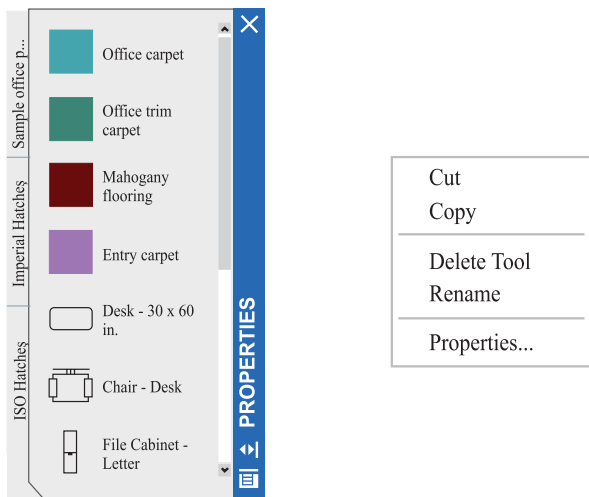 Sample office p...
Imperial Hatches
ISO Hatches
Office carpet
Office trim
carpet
Mahogany
flooring
Entry carpet
Desk - 30 x 60
in.
Chair - Desk
File Cabinet -
Letter
PROPERTIES
Cut
Copy
Delete Tool
Rename
Properties...